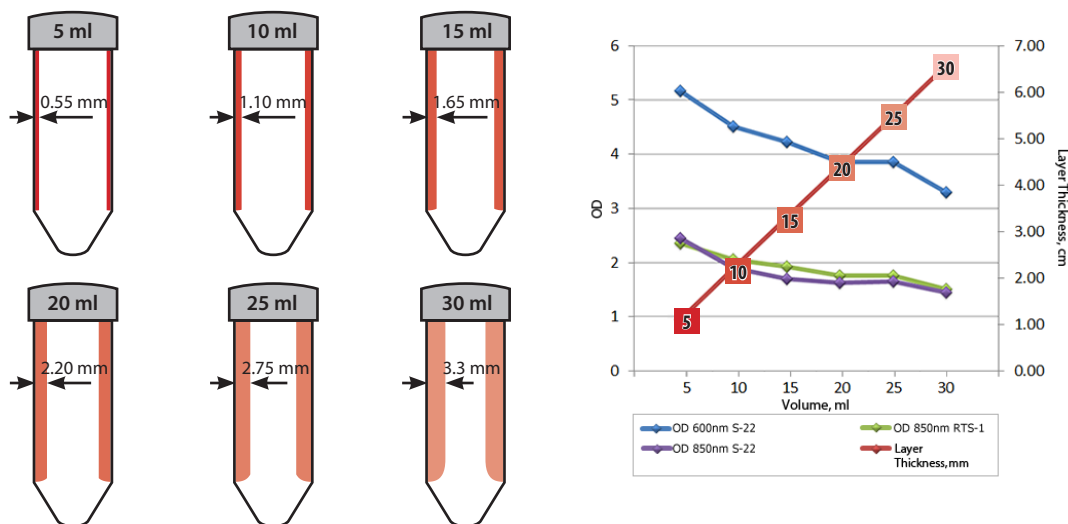 5 ml
10 ml
15 ml
0.55 mm
1.10 mm
1.65 mm
20 ml
25 ml
30 ml
2.20 mm
2.75 mm
3.3 mm
6
5
4
3
2
1
0
OD
7.00
6.00
5.00
4.00
3.00
2.00
1.00
0.00
Layer Thickness, cm
30
25
20
15
10
5
5
10
15
20
25
30
Volume, ml
OD 600nm S-22
OD 850nm RTS-1
OD 850nm S-22
Layer
Thickness,mm